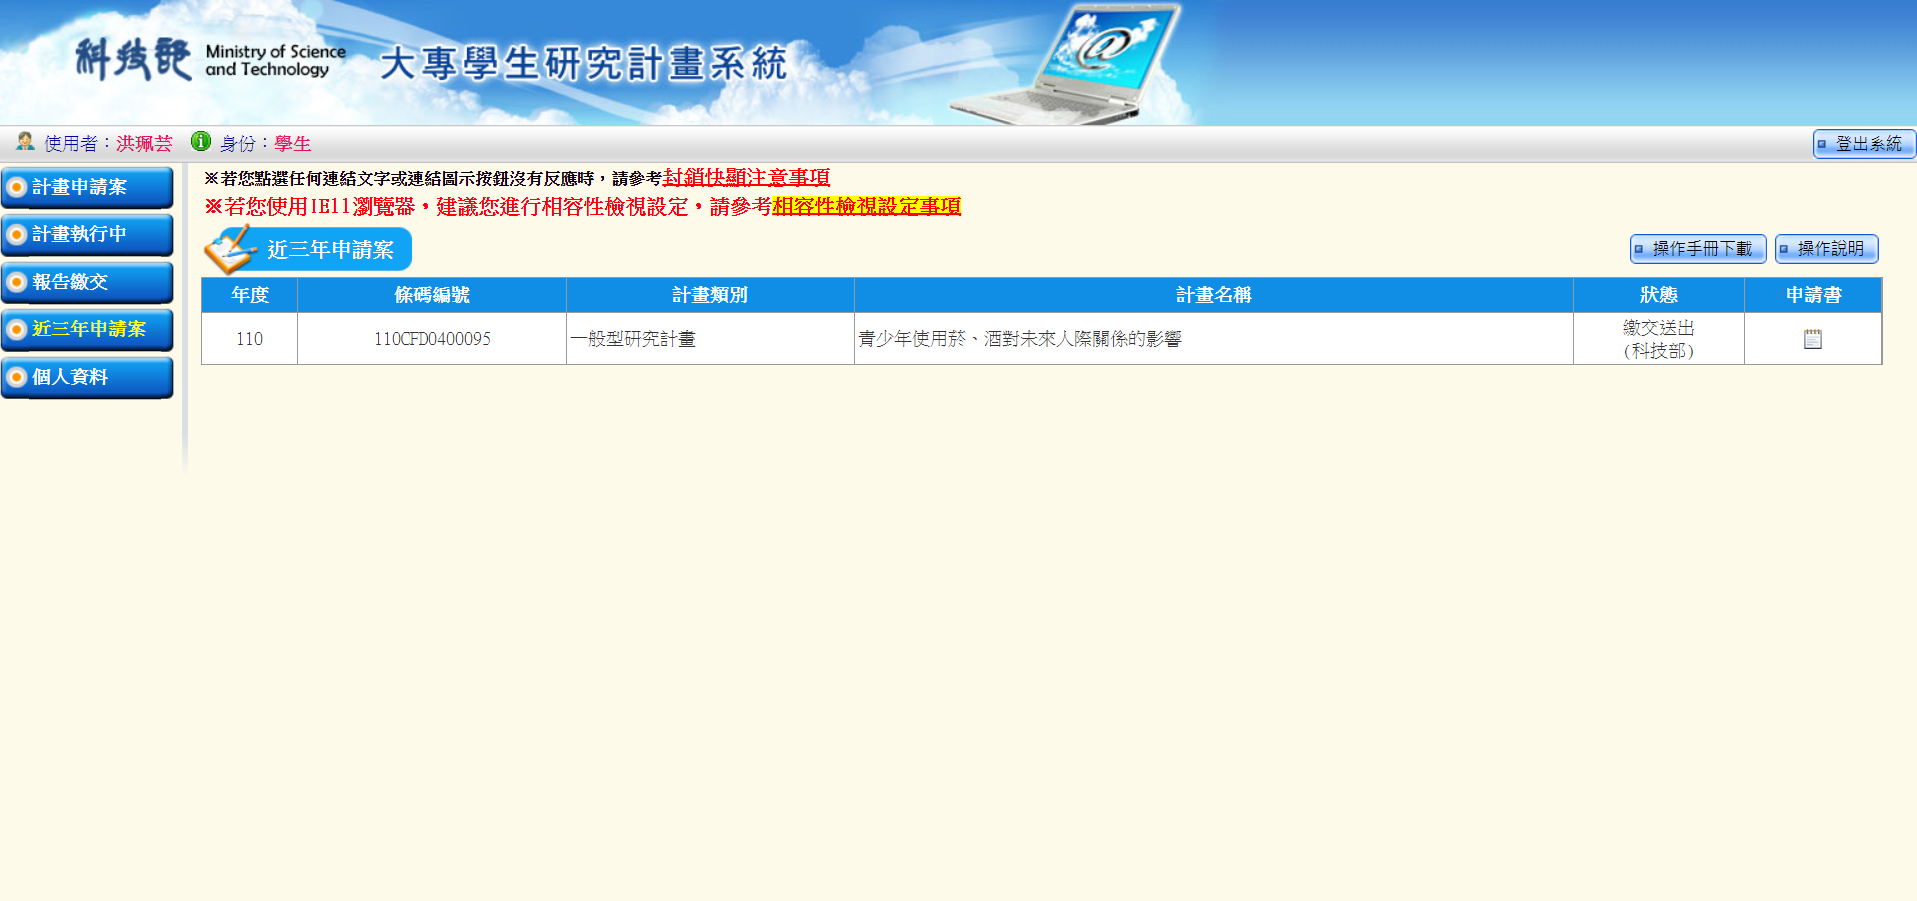 科技部 Ministry of Science and Technology 大專學生研究計畫系統
使用者：洪珮芸 身份：學生 登出系統
計畫申請案
計畫執行中
報告繳交
近三年申請案
個人資料
※若您點選任何連結文字或連結圖示按鈕沒有反應時，請參考封鎖快顯注意事項
※若您使用IE11瀏覽器，建議您進行相容性檢視設定，請參考相容性檢視設定事項
近三年申請案 操作手冊下載 操作說明
年度 條碼編號 計畫類別 計畫名稱 狀態 申請書
110 110CFD0400095 一般型研究計畫 青少年使用菸、酒對未來人際關係的影響 繳交送出
(科技部)